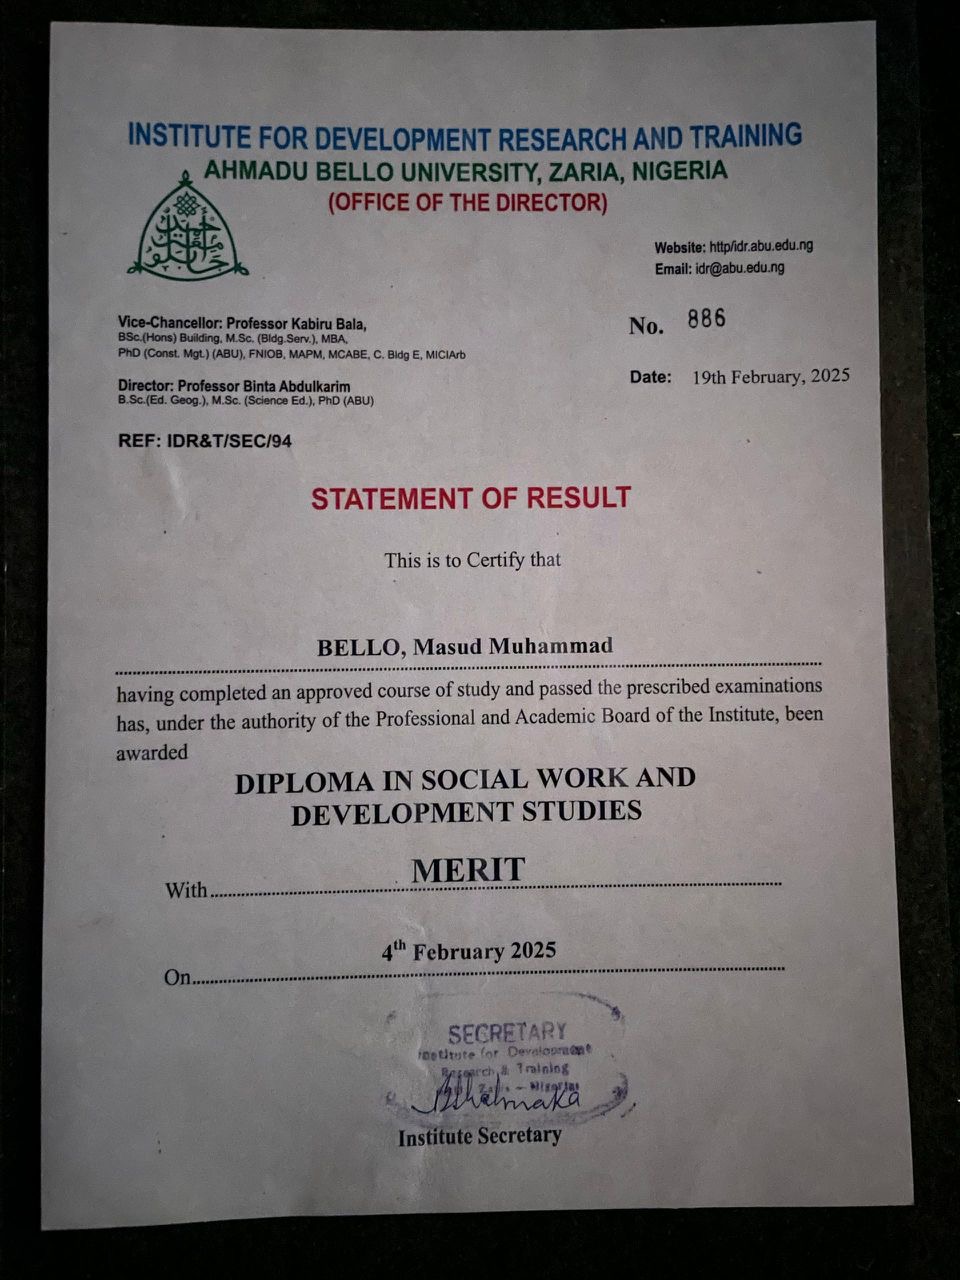 INSTITUTE FOR DEVELOPMENT RESEARCH AND TRAINING
AHMADU BELLO UNIVERSITY, ZARIA, NIGERIA
(OFFICE OF THE DIRECTOR)
Website: http/idr.abu.edu.ng
Email: idr@abu.edu.ng
Vice-Chancellor: Professor Kabiru Bala,
BSc.(Hons) Building, M.Sc. (Bldg.Serv.), MBA,
PhD (Const. Mgt.) (ABU), FNIOB, MAPM, MCABE, C. Bldg E, MICIArb
No. 886
Director: Professor Binta Abdulkarim
B.Sc.(Ed. Geog.), M.Sc. (Science Ed.), PhD (ABU)
Date: 19th February, 2025
REF: IDR&T/SEC/94
STATEMENT OF RESULT
This is to Certify that
BELLO, Masud Muhammad
having completed an approved course of study and passed the prescribed examinations
has, under the authority of the Professional and Academic Board of the Institute, been
awarded
DIPLOMA IN SOCIAL WORK AND
DEVELOPMENT STUDIES
With MERIT
On 4th February 2025
SECRETARY
Institute for Development
Research & Training
Zaria - Nigeria
Institute Secretary